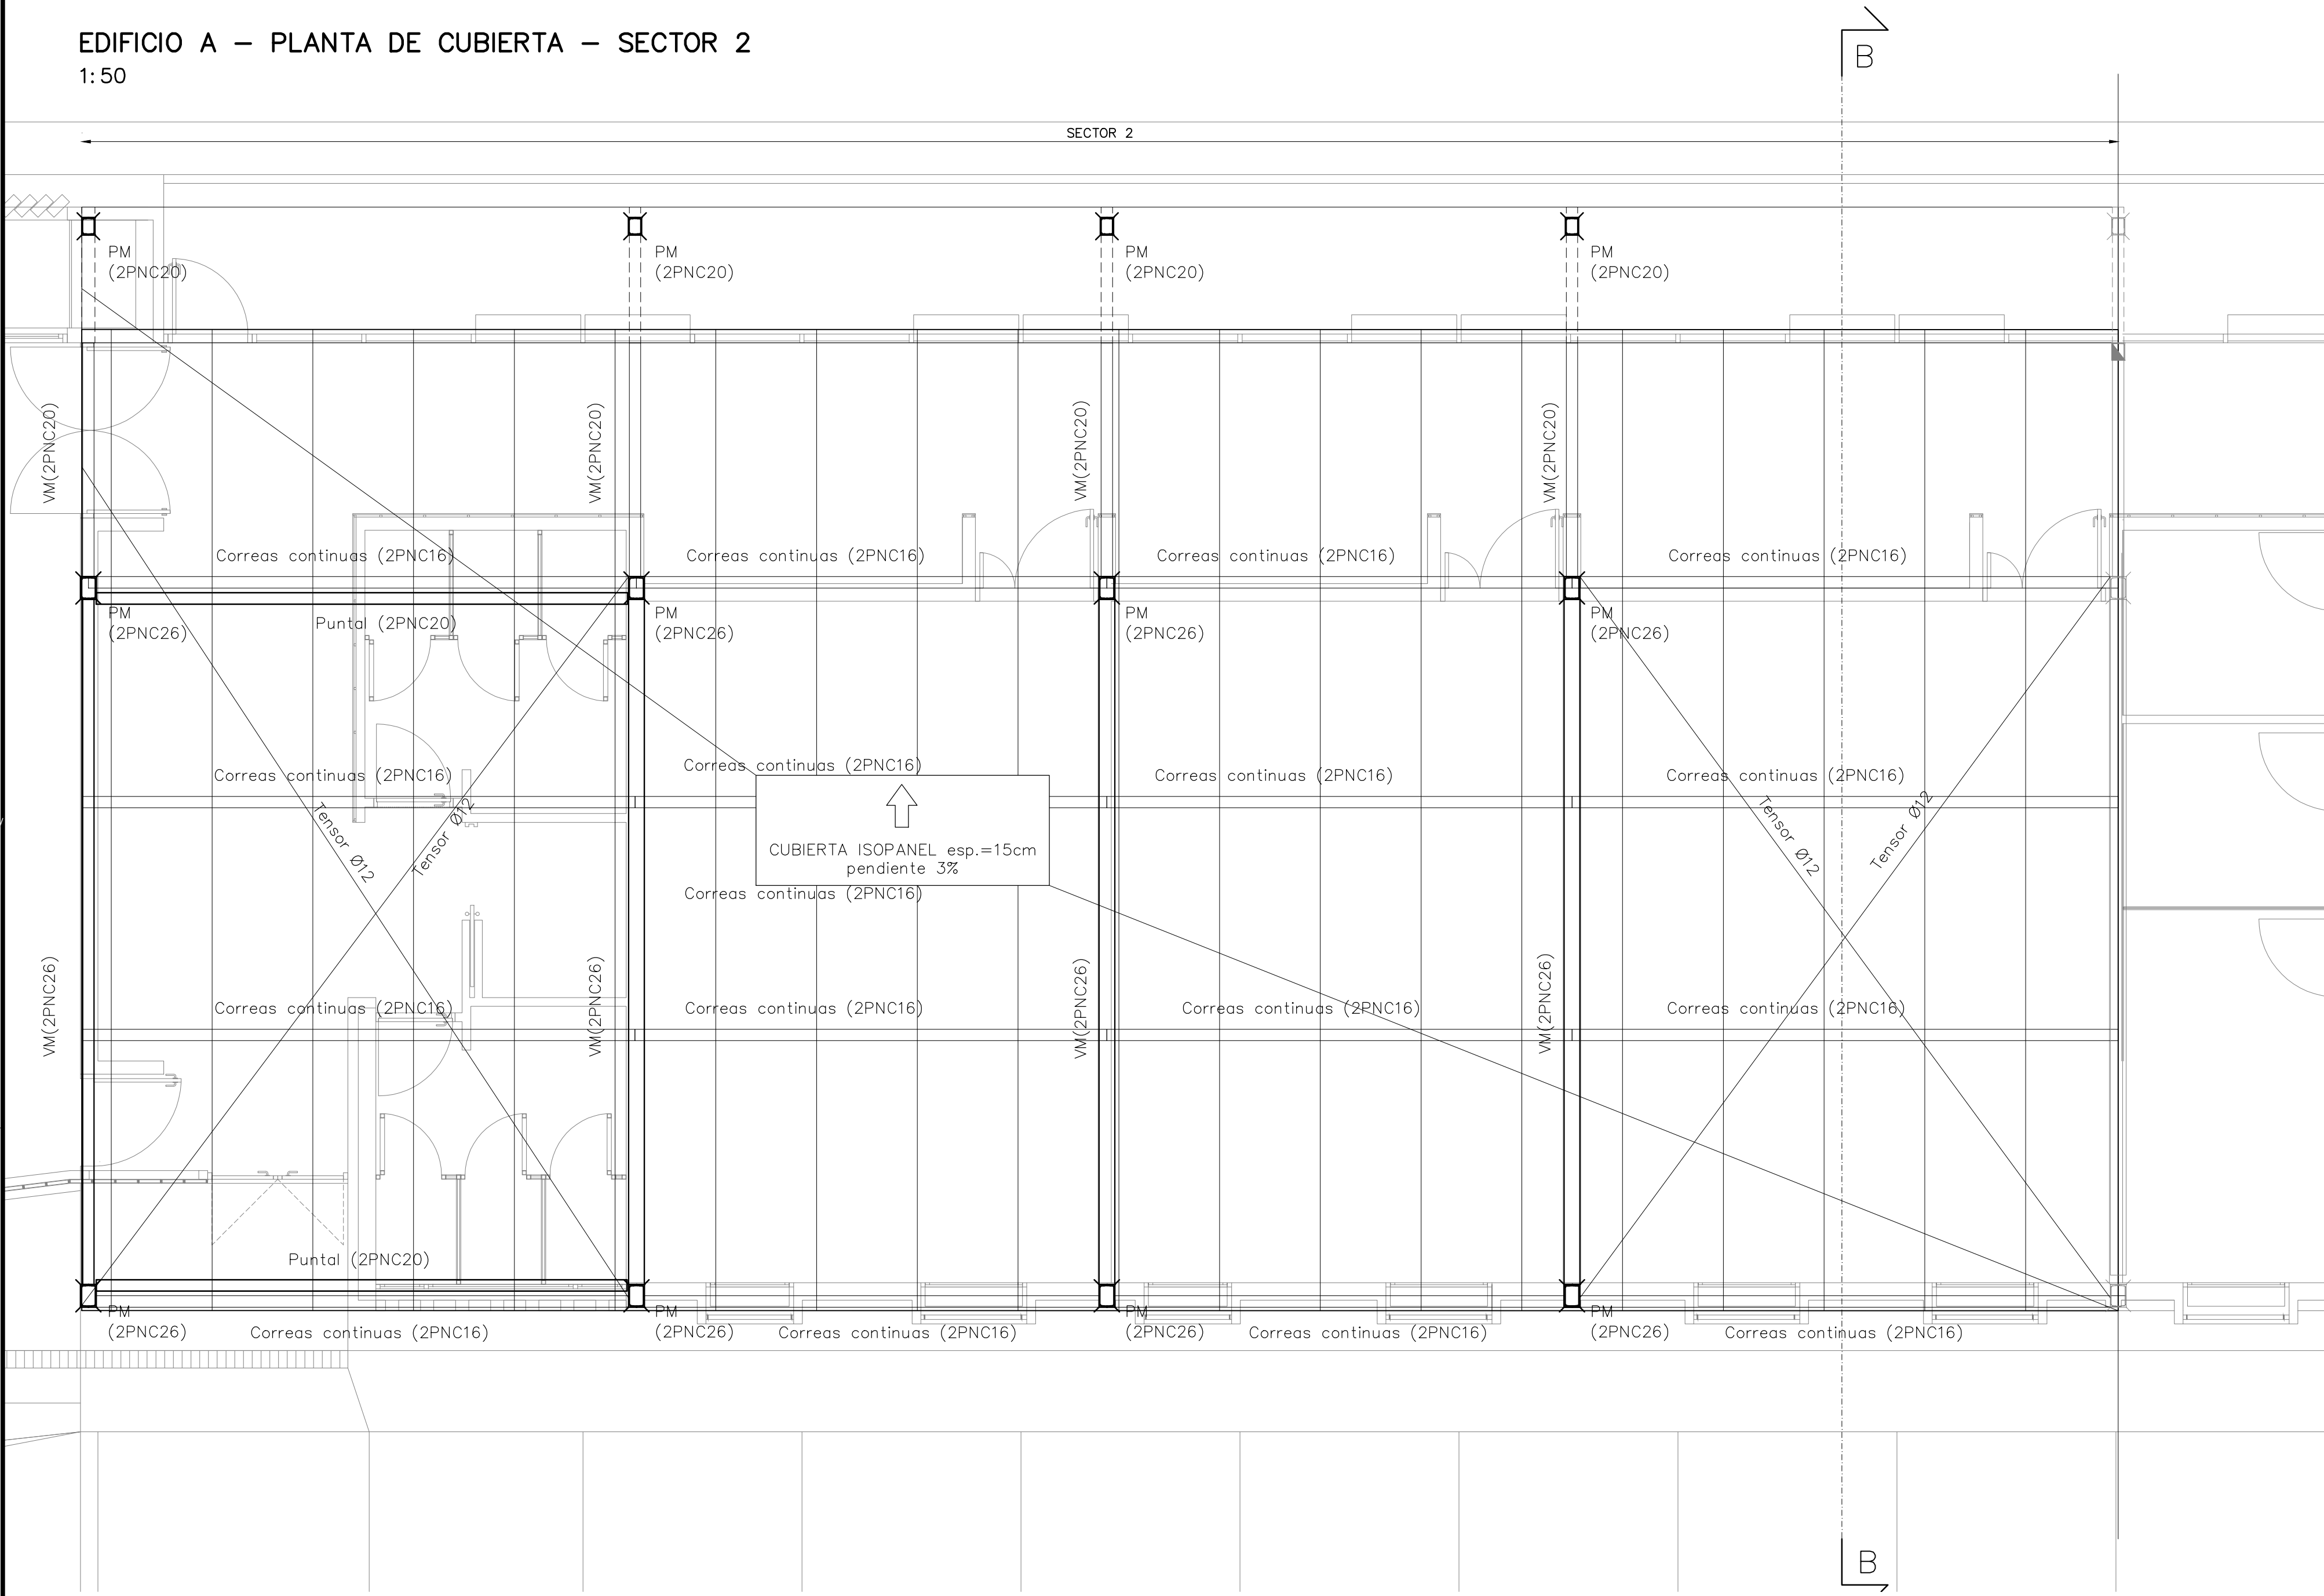 EDIFICIO A – PLANTA DE CUBIERTA – SECTOR 2
1:50
B
SECTOR 2
PM
(2PNC20)
PM
(2PNC20)
PM
(2PNC20)
PM
(2PNC20)
VM(2PNC20)
VM(2PNC20)
VM(2PNC20)
VM(2PNC20)
Correas continuas (2PNC16)
Correas continuas (2PNC16)
Correas continuas (2PNC16)
Correas continuas (2PNC16)
PM
(2PNC26)
Puntal (2PNC20)
PM
(2PNC26)
PM
(2PNC26)
PM
(2PNC26)
Correas continuas (2PNC16)
Correas continuas (2PNC16)
Correas continuas (2PNC16)
Correas continuas (2PNC16)
Tensor Ø12
Tensor Ø12
Tensor Ø12
Tensor Ø12
CUBIERTA ISOPANEL esp.=15cm
pendiente 3%
Correas continuas (2PNC16)
VM(2PNC26)
VM(2PNC26)
VM(2PNC26)
VM(2PNC26)
Correas continuas (2PNC16)
Correas continuas (2PNC16)
Correas continuas (2PNC16)
Correas continuas (2PNC16)
Puntal (2PNC20)
PM
(2PNC26)
PM
(2PNC26)
PM
(2PNC26)
PM
(2PNC26)
Correas continuas (2PNC16)
Correas continuas (2PNC16)
Correas continuas (2PNC16)
Correas continuas (2PNC16)
B